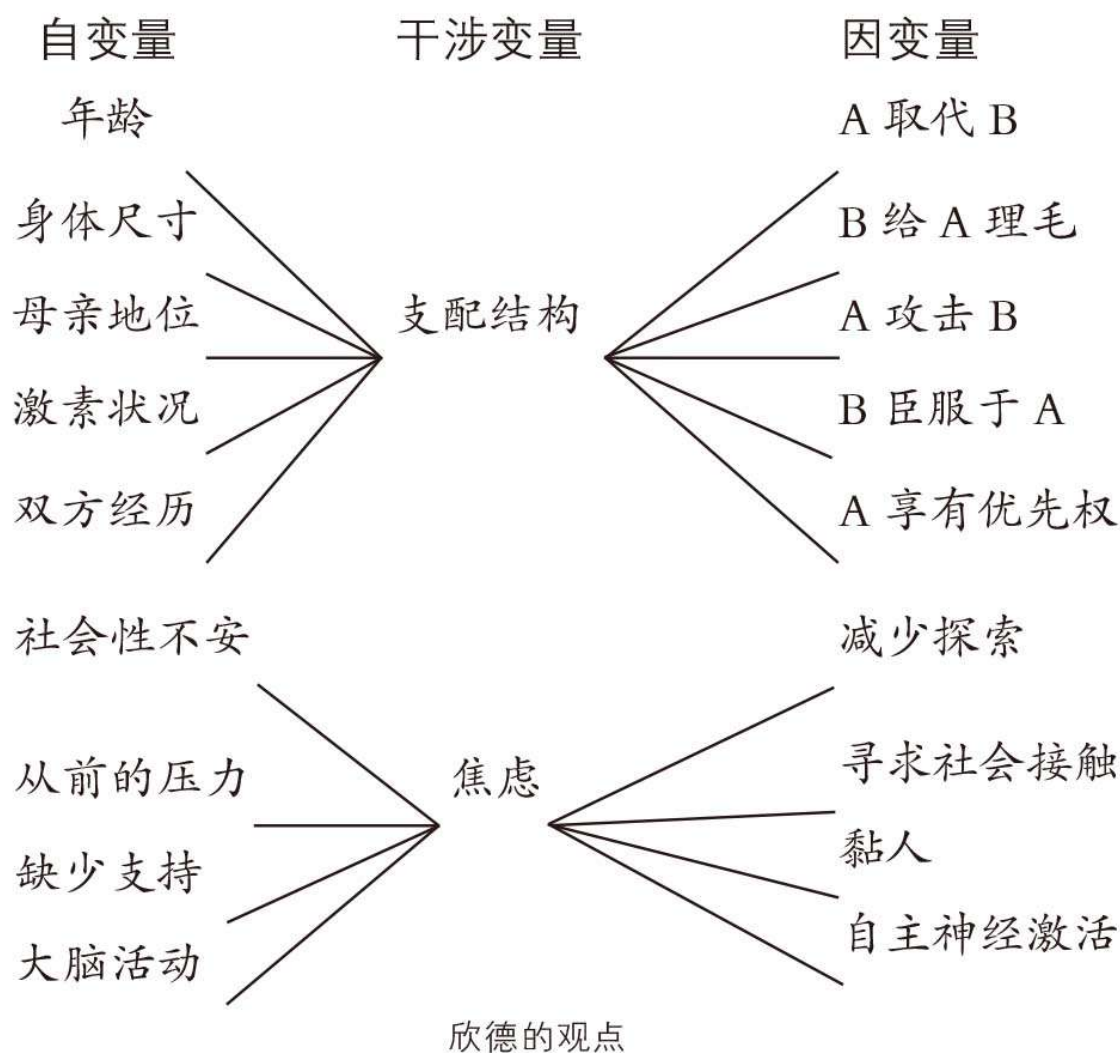 自变量 干涉变量 因变量
年龄 A 取代 B
身体尺寸 B 给 A 理毛
母亲地位 支配结构 A 攻击 B
激素状况 B 臣服于 A
双方经历 A 享有优先权
社会性不安 减少探索
从前的压力 焦虑 寻求社会接触
缺少支持 黏人
大脑活动 自主神经激活
欣德的观点